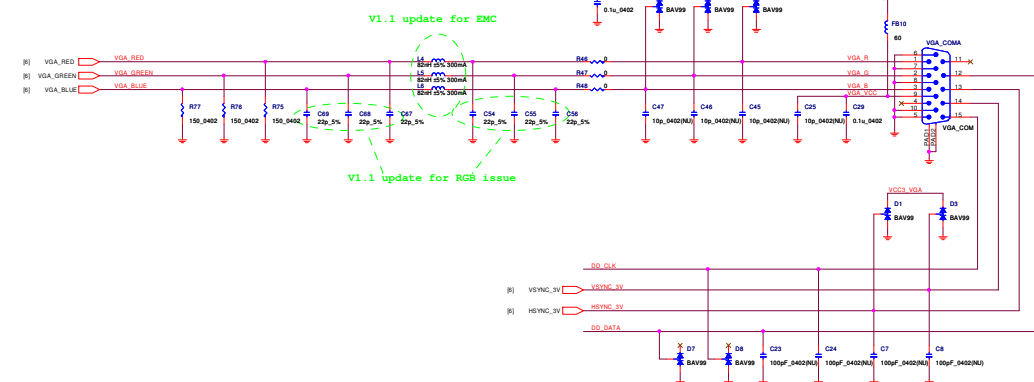 0.1u_0402
BAV99
BAV99
BAV99
V1.1 update for EMC
FB10
60
VGA_COMA
[6] VGA_RED
VGA_RED
L4
82nH ±5% 300mA
R46 0
VGA_R
[6] VGA_GREEN
VGA_GREEN
L5
82nH ±5% 300mA
R47 0
VGA_G
[6] VGA_BLUE
VGA_BLUE
L6
82nH ±5% 300mA
R48 0
VGA_B
VGA_VCC
6
1
7
2
8
3
9
4
10
5
11
12
13
14
15
R77
150_0402
R76
150_0402
R75
150_0402
C69
22p_5%
C68
22p_5%
C67
22p_5%
C54
22p_5%
C55
22p_5%
C56
22p_5%
C47
10p_0402(NU)
C46
10p_0402(NU)
C45
10p_0402(NU)
C25
10p_0402(NU)
C29
0.1u_0402
VGA_COM
PAD1
PAD2
V1.1 update for RGB issue
VCC3_VGA
D1
BAV99
D3
BAV99
DD_CLK
[6] VSYNC_3V
VSYNC_3V
[6] HSYNC_3V
HSYNC_3V
DD_DATA
D7
BAV99
D8
BAV99
C23
100pF_0402(NU)
C24
100pF_0402(NU)
C7
100pF_0402(NU)
C8
100pF_0402(NU)